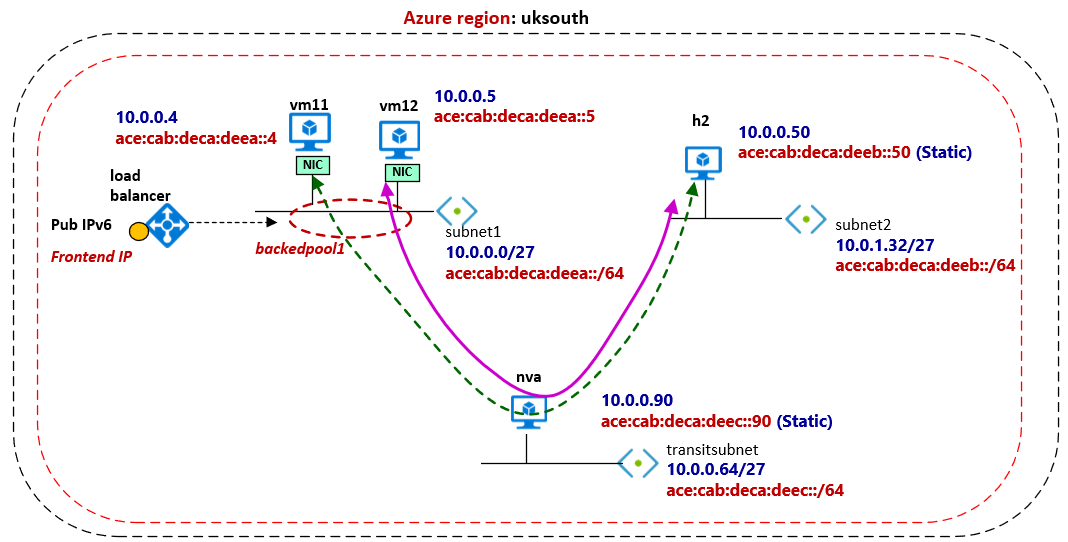 Azure region: uksouth
vm11
10.0.0.4
ace:cab:deca:deea::4
NIC
vm12
10.0.0.5
ace:cab:deca:deea::5
NIC
h2
10.0.0.50
ace:cab:deca:deeb::50 (Static)
load
balancer
Pub IPv6
Frontend IP
backedpool1
subnet1
10.0.0.0/27
ace:cab:deca:deea::/64
subnet2
10.0.1.32/27
ace:cab:deca:deeb::/64
nva
10.0.0.90
ace:cab:deca:deec::90 (Static)
transitsubnet
10.0.0.64/27
ace:cab:deca:deec::/64